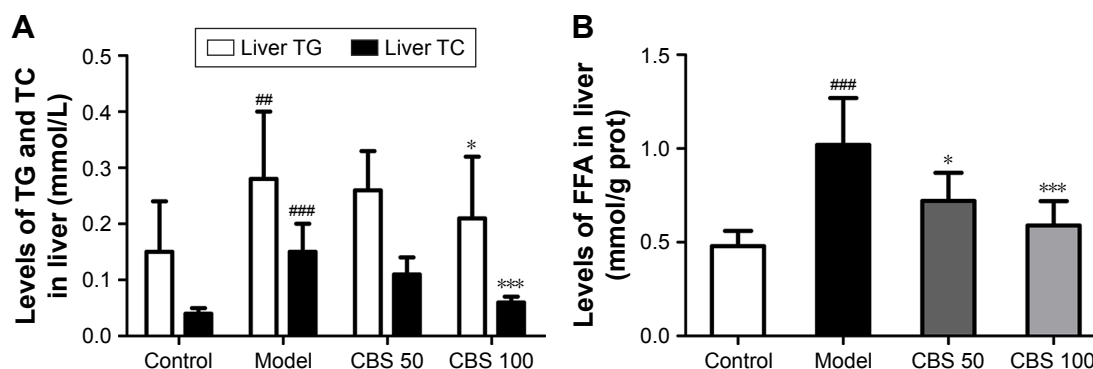 A
Liver TG
Liver TC
Levels of TG and TC
in liver (mmol/L)
0.5
0.4
0.3
0.2
0.1
0.0
##
###
*
***
Control
Model
CBS 50
CBS 100
B
Levels of FFA in liver
(mmol/g prot)
1.5
1.0
0.5
0.0
###
*
***
Control
Model
CBS 50
CBS 100